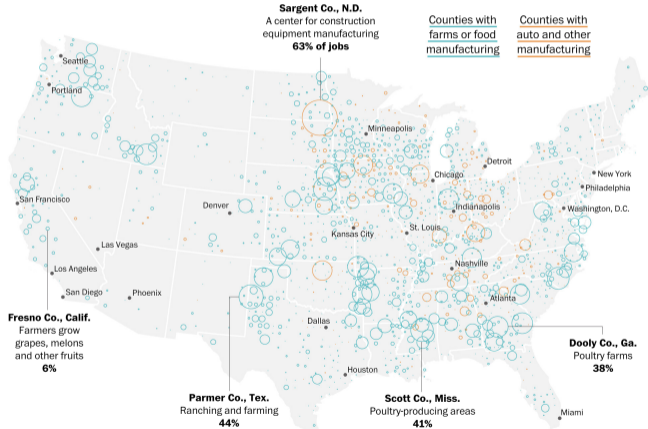 Sargent Co., N.D.
A center for construction
equipment manufacturing
63% of jobs
Counties with
farms or food
manufacturing
Counties with
auto and other
manufacturing
Seattle
Portland
Minneapolis
Detroit
Chicago
New York
Philadelphia
San Francisco
Denver
Indianapolis
Washington, D.C.
Kansas City
St. Louis
Las Vegas
Nashville
Los Angeles
San Diego
Phoenix
Atlanta
Dallas
Houston
Miami
Fresno Co., Calif.
Farmers grow
grapes, melons
and other fruits
6%
Parmer Co., Tex.
Ranching and farming
44%
Scott Co., Miss.
Poultry-producing areas
41%
Dooly Co., Ga.
Poultry farms
38%